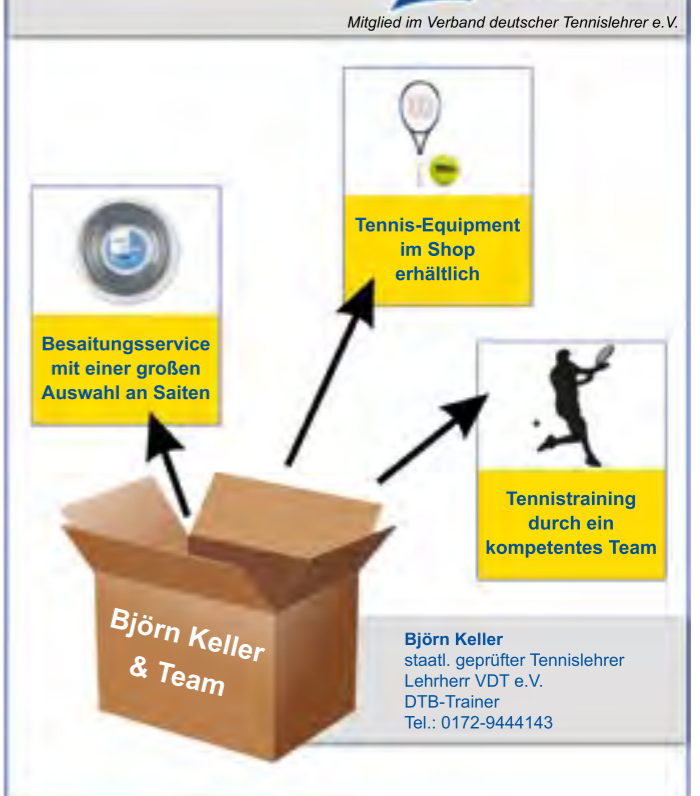 Mitglied im Verband deutscher Tennislehrer e.V.
Tennis-Equipment
im Shop
erhältlich
Besaitungsservice
mit einer großen
Auswahl an Saiten
Tennistraining
durch ein
kompetentes Team
Björn Keller
& Team
Björn Keller
staatl. geprüfter Tennislehrer
Lehrherr VDT e.V.
DTB-Trainer
Tel.: 0172-9444143